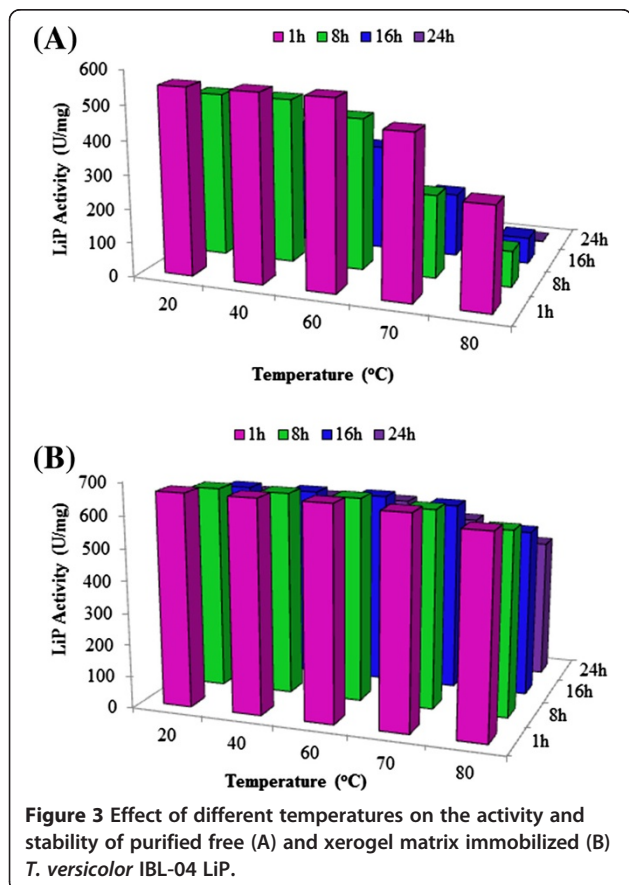 (A)
1h 8h 16h 24h
600
500
400
300
200
100
0
LiP Activity (U/mg)
20 40 60 70 80
1h
8h
16h
24h
Temperature (°C)
1h 8h 16h 24h
(B)
700
600
500
400
300
200
100
0
LiP Activity (U/mg)
20 40 60 70 80
1h
8h
16h
24h
Temperature (°C)
Figure 3 Effect of different temperatures on the activity and
stability of purified free (A) and xerogel matrix immobilized (B)
T. versicolor IBL-04 LiP.